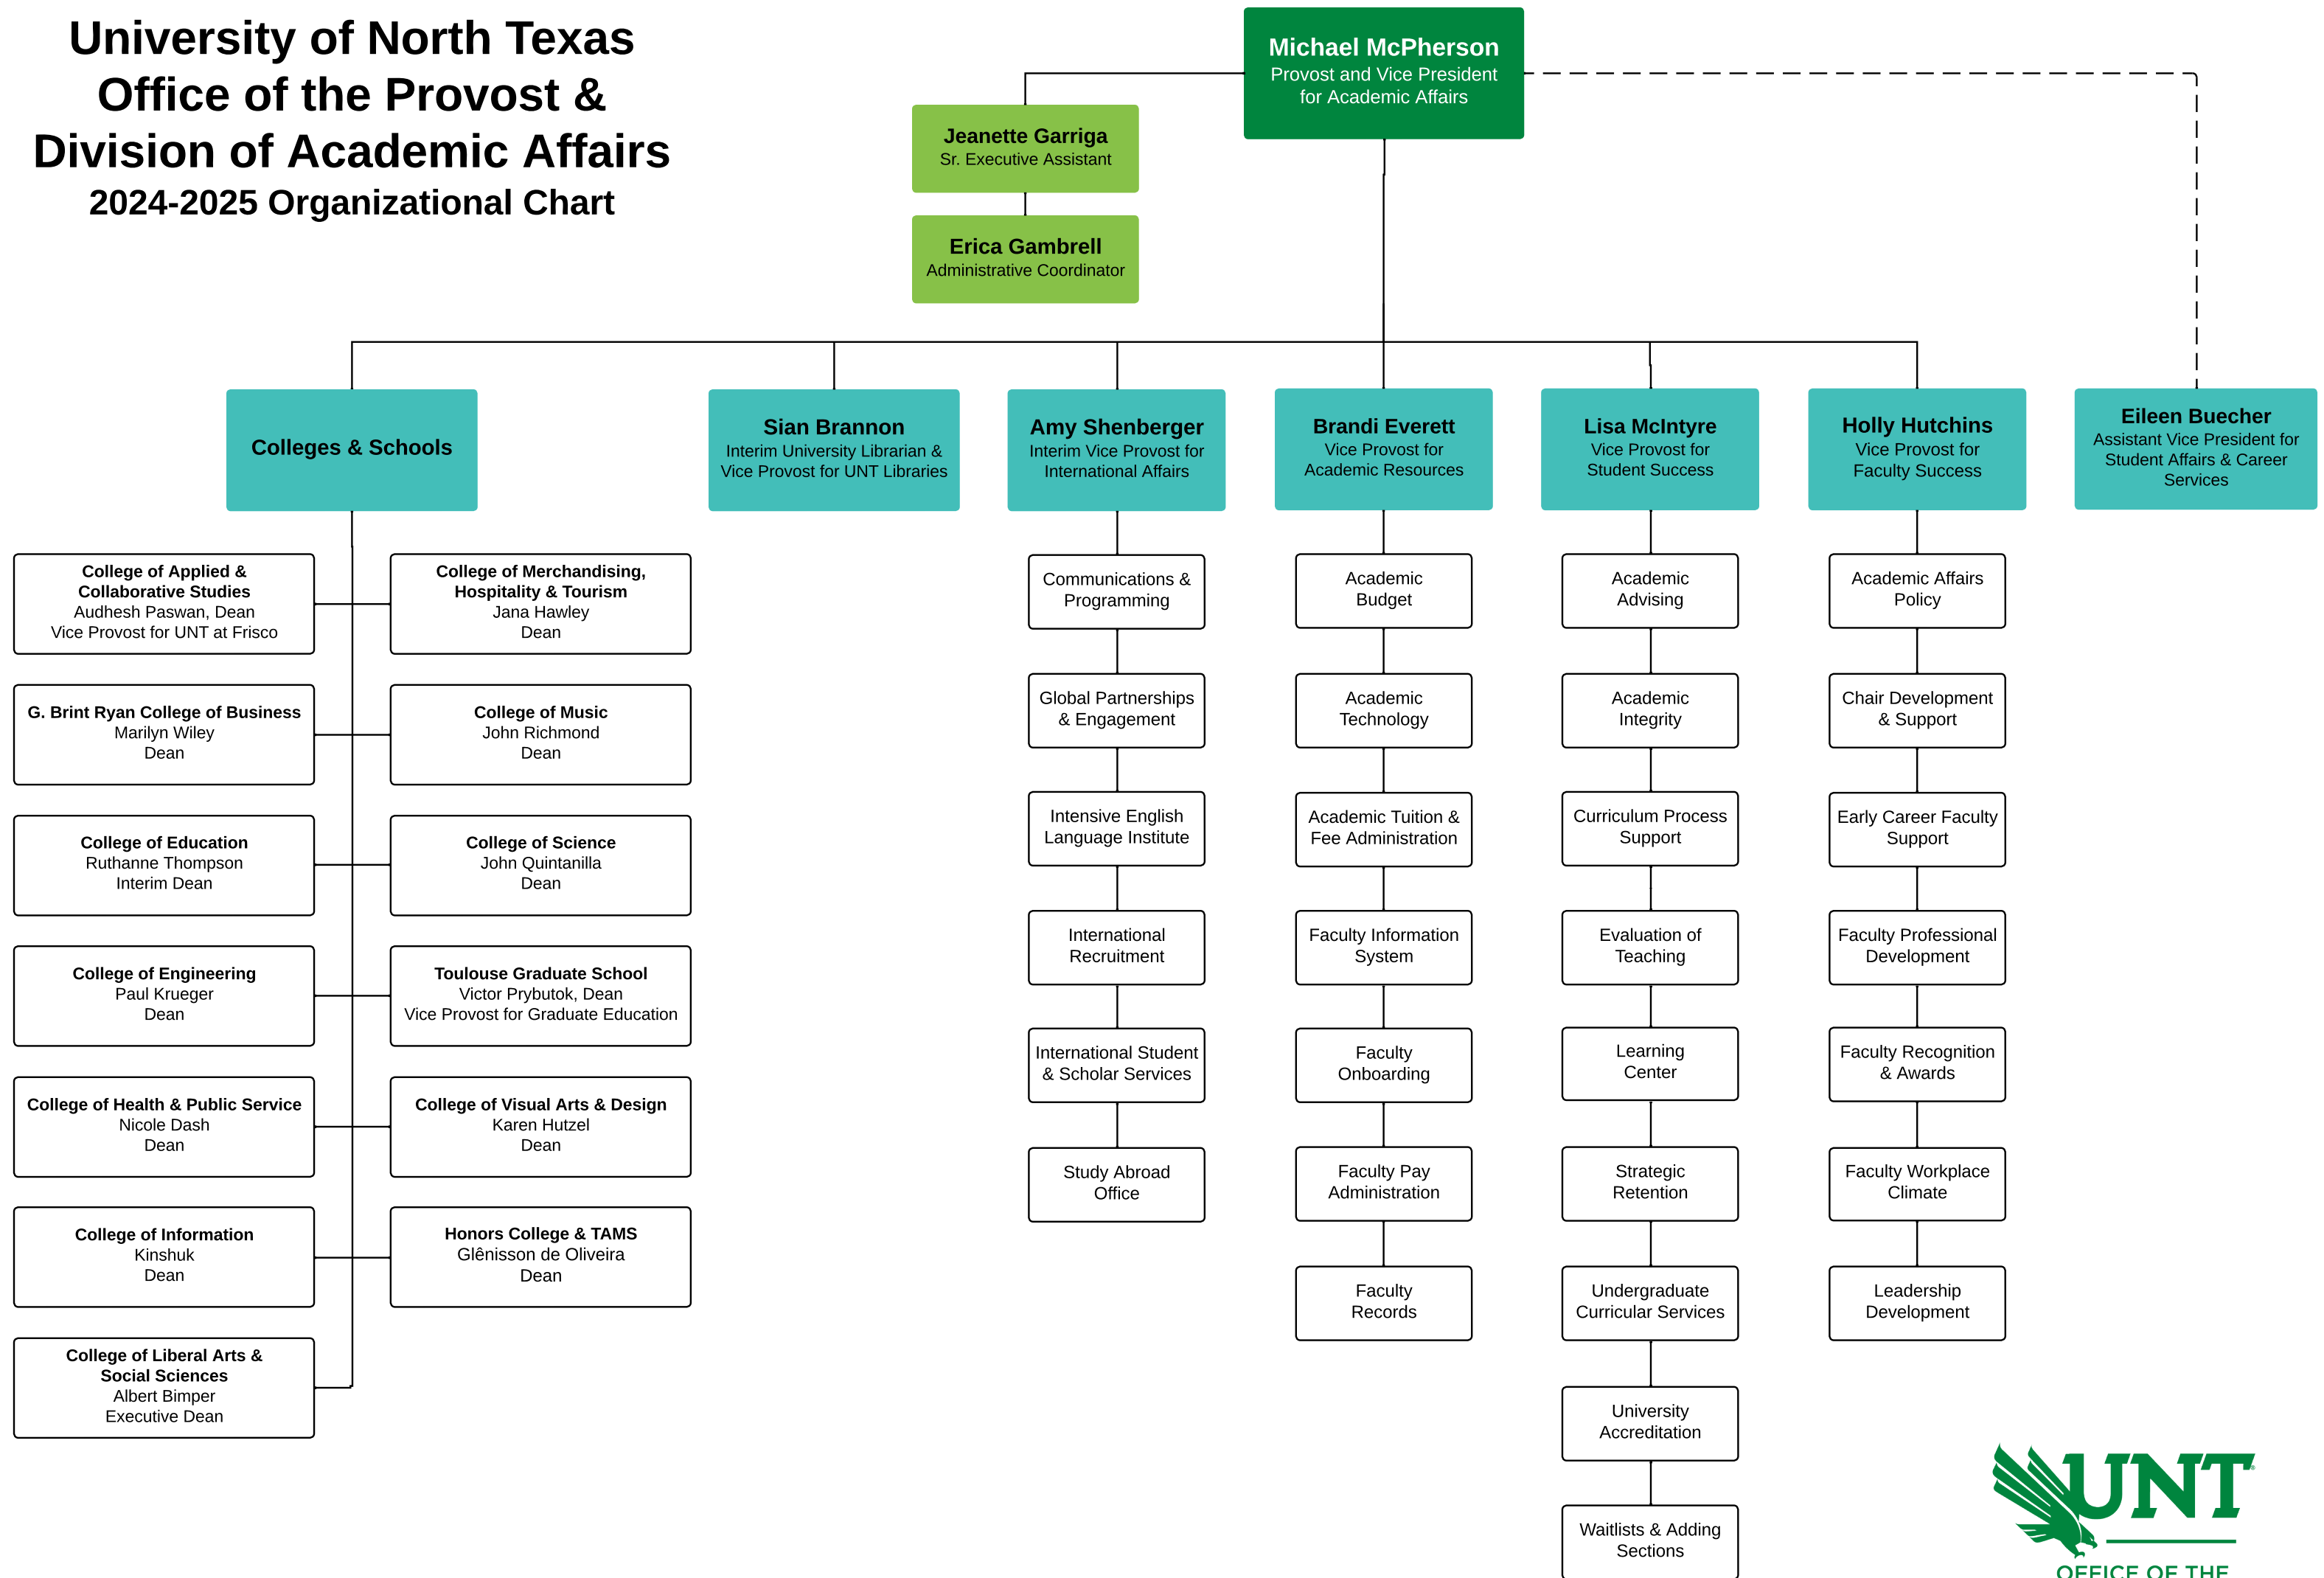 University of North Texas
Office of the Provost &
Division of Academic Affairs
2024-2025 Organizational Chart
Michael McPherson
Provost and Vice President
for Academic Affairs
Jeanette Garriga
Sr. Executive Assistant
Erica Gambrell
Administrative Coordinator
Colleges & Schools
Sian Brannon
Interim University Librarian &
Vice Provost for UNT Libraries
Amy Shenberger
Interim Vice Provost for
International Affairs
Brandi Everett
Vice Provost for
Academic Resources
Lisa McIntyre
Vice Provost for
Student Success
Holly Hutchins
Vice Provost for
Faculty Success
Eileen Buecher
Assistant Vice President for
Student Affairs & Career
Services
College of Applied &
Collaborative Studies
Audhesh Paswan, Dean
Vice Provost for UNT at Frisco
College of Merchandising,
Hospitality & Tourism
Jana Hawley
Dean
G. Brint Ryan College of Business
Marilyn Wiley
Dean
College of Music
John Richmond
Dean
College of Education
Ruthanne Thompson
Interim Dean
College of Science
John Quintanilla
Dean
College of Engineering
Paul Krueger
Dean
Toulouse Graduate School
Victor Prybutok, Dean
Vice Provost for Graduate Education
College of Health & Public Service
Nicole Dash
Dean
College of Visual Arts & Design
Karen Hutzel
Dean
College of Information
Kinshuk
Dean
Honors College & TAMS
Glênisson de Oliveira
Dean
College of Liberal Arts &
Social Sciences
Albert Bimper
Executive Dean
Communications &
Programming
Global Partnerships
& Engagement
Intensive English
Language Institute
International
Recruitment
International Student
& Scholar Services
Study Abroad
Office
Academic
Budget
Academic
Technology
Academic Tuition &
Fee Administration
Faculty Information
System
Faculty
Onboarding
Faculty Pay
Administration
Faculty
Records
Academic
Advising
Academic
Integrity
Curriculum Process
Support
Evaluation of
Teaching
Learning
Center
Strategic
Retention
Undergraduate
Curricular Services
University
Accreditation
Waitlists & Adding
Sections
Academic Affairs
Policy
Chair Development
& Support
Early Career Faculty
Support
Faculty Professional
Development
Faculty Recognition
& Awards
Faculty Workplace
Climate
Leadership
Development
UNT®
OFFICE OF THE